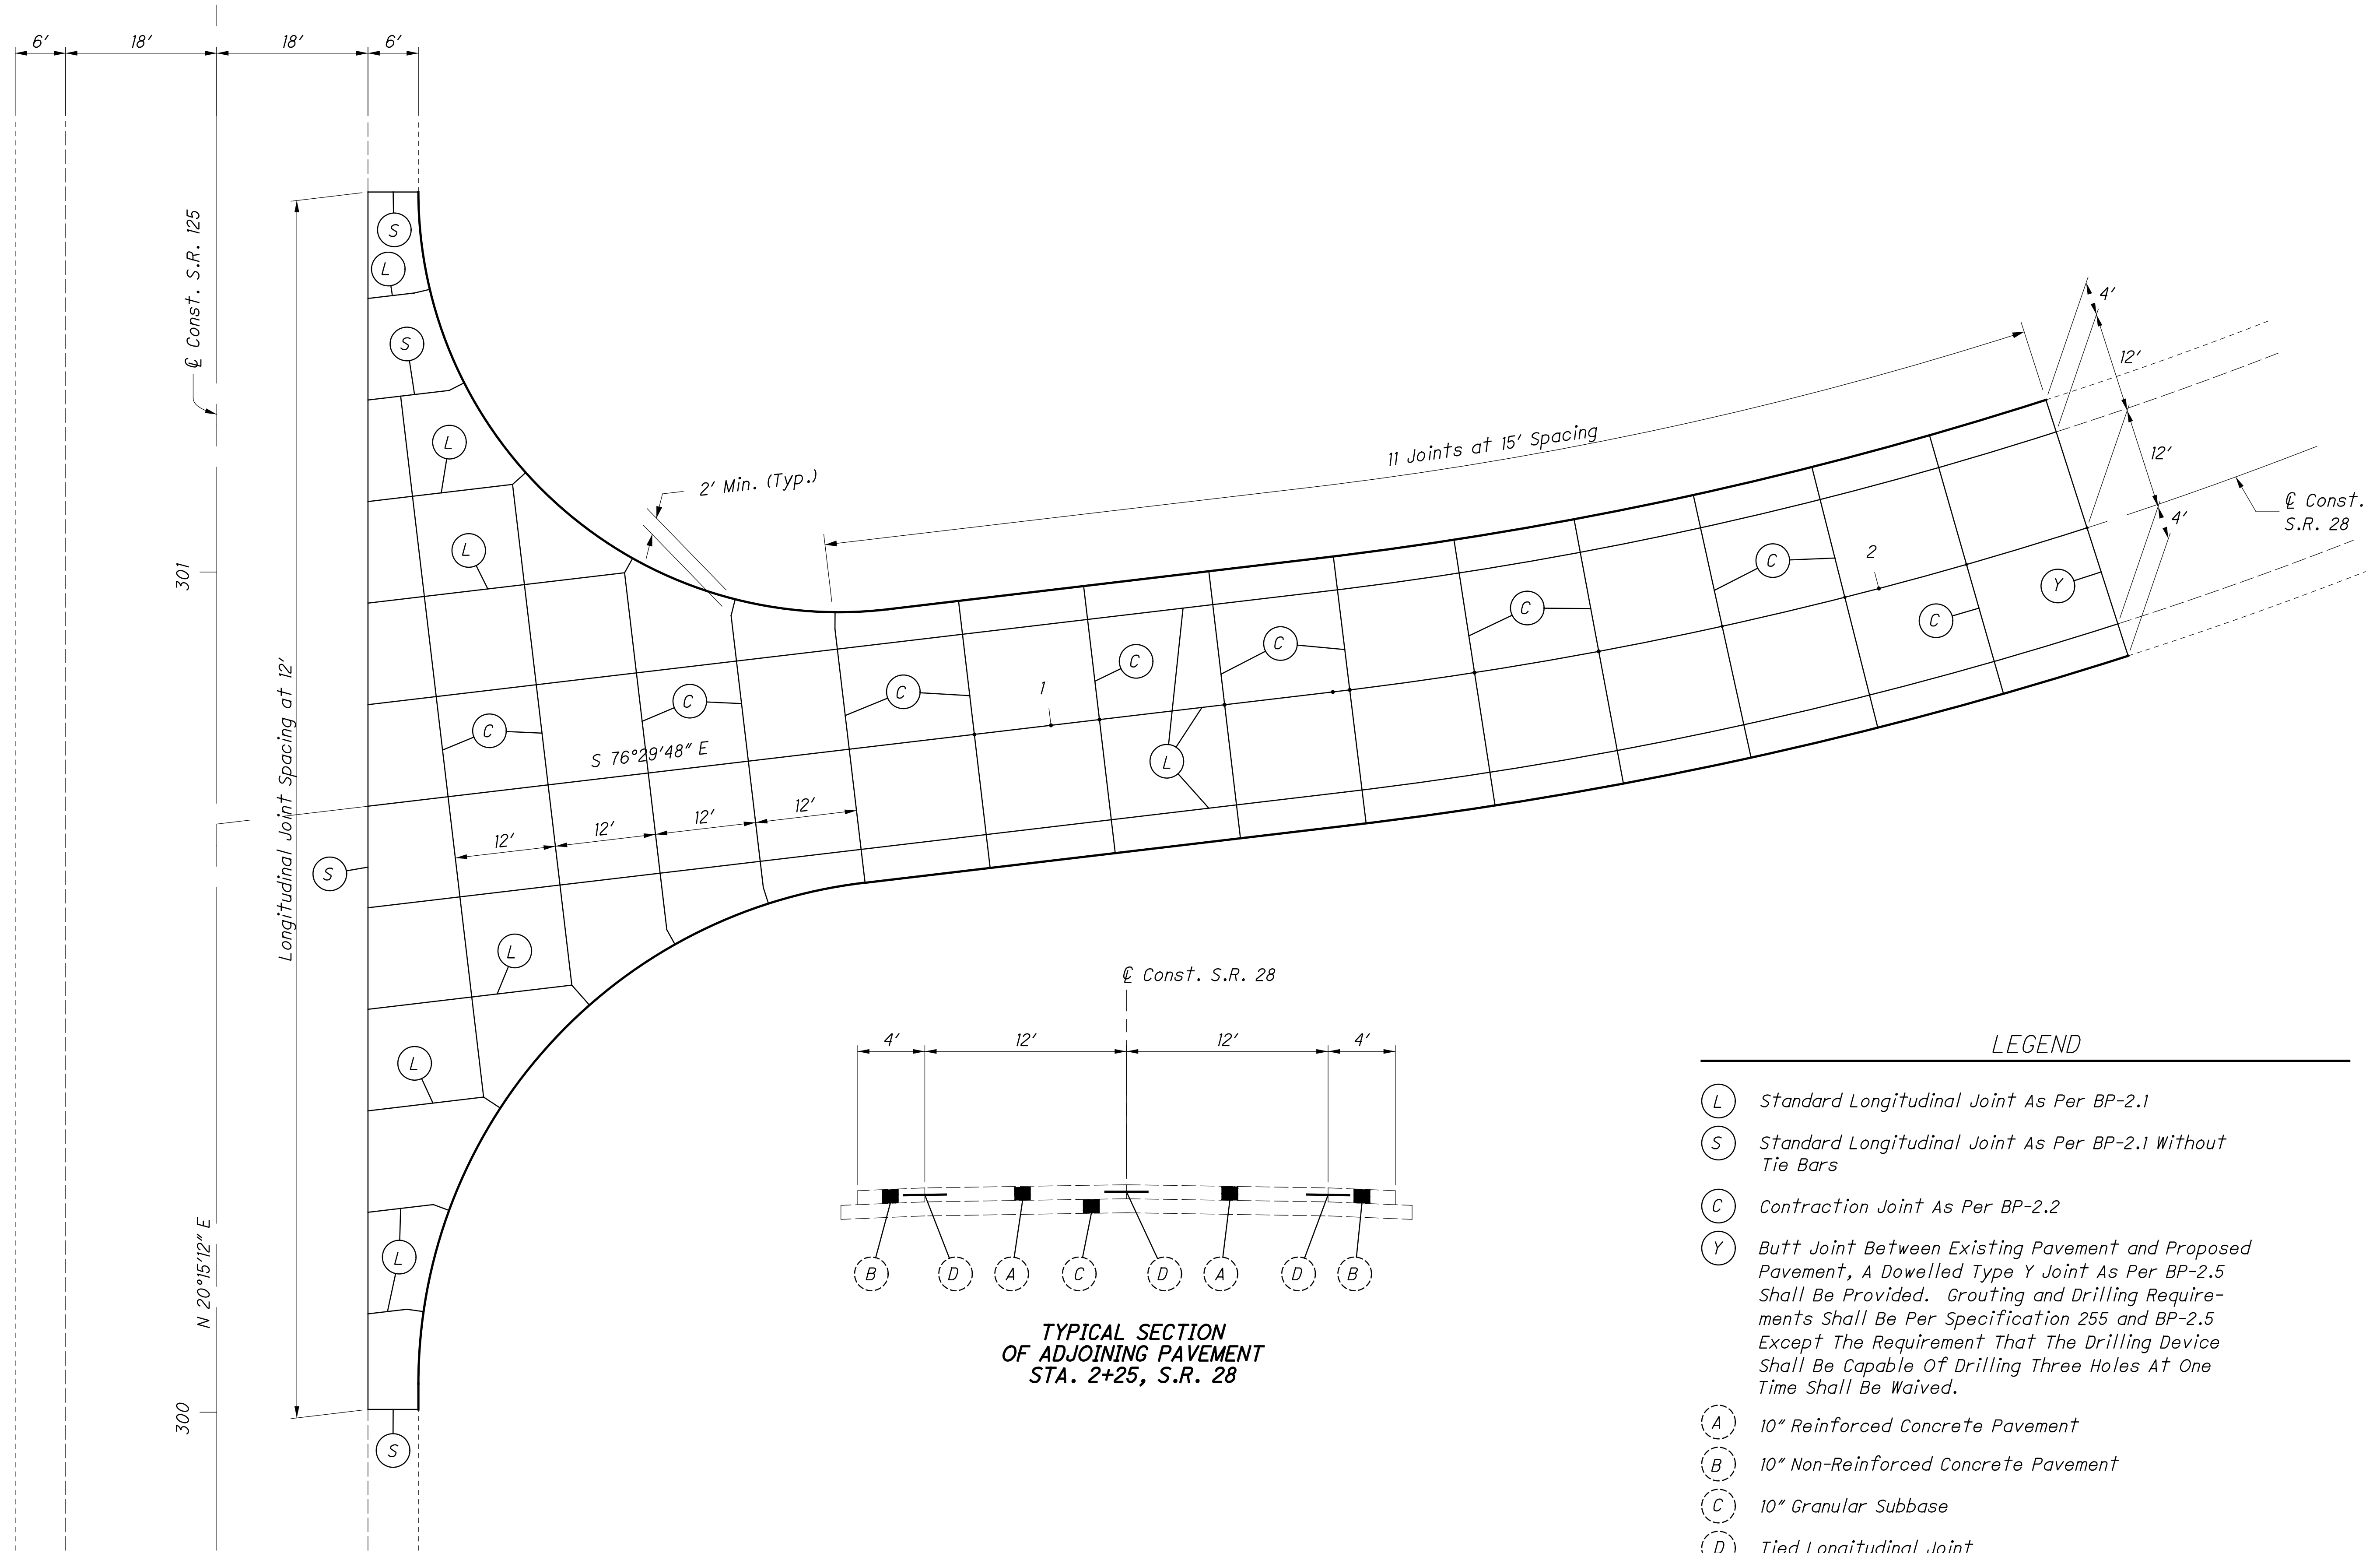 6' 18' 18' 6'
℄ Const. S.R. 125
S
L
S
L
L
2' Min. (Typ.)
11 Joints at 15' Spacing
4'
12'
12'
4'
℄ Const.
S.R. 28
301
Longitudinal Joint Spacing at 12'
C
C
C
C
C
C
C
C
Y
1
2
L
S 76°29'48" E
12' 12' 12' 12'
S
L
L
L
S
N 20°15'12" E
300
℄ Const. S.R. 28
4' 12' 12' 4'
B D A C D A D B
TYPICAL SECTION
OF ADJOINING PAVEMENT
STA. 2+25, S.R. 28
LEGEND
L Standard Longitudinal Joint As Per BP-2.1
S Standard Longitudinal Joint As Per BP-2.1 Without
Tie Bars
C Contraction Joint As Per BP-2.2
Y Butt Joint Between Existing Pavement and Proposed
Pavement, A Dowelled Type Y Joint As Per BP-2.5
Shall Be Provided. Grouting and Drilling Require-
ments Shall Be Per Specification 255 and BP-2.5
Except The Requirement That The Drilling Device
Shall Be Capable Of Drilling Three Holes At One
Time Shall Be Waived.
A 10" Reinforced Concrete Pavement
B 10" Non-Reinforced Concrete Pavement
C 10" Granular Subbase
D Tied Longitudinal Joint